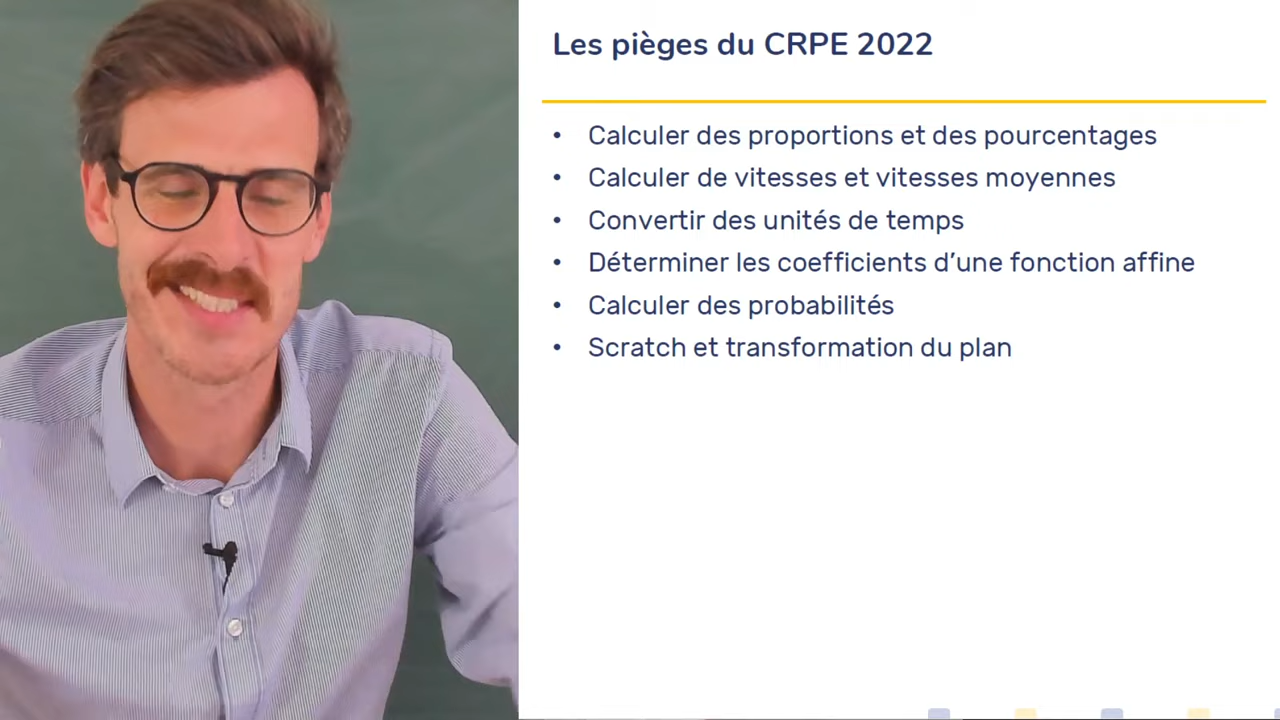 Les pièges du CRPE 2022
• Calculer des proportions et des pourcentages
• Calculer de vitesses et vitesses moyennes
• Convertir des unités de temps
• Déterminer les coefficients d’une fonction affine
• Calculer des probabilités
• Scratch et transformation du plan